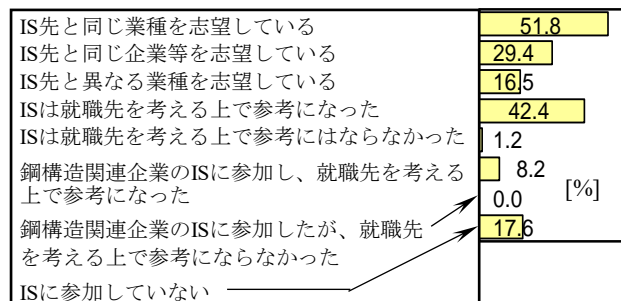 IS先と同じ業種を志望している 51.8
IS先と同じ企業等を志望している 29.4
IS先と異なる業種を志望している 16.5
ISは就職先を考える上で参考になった 42.4
ISは就職先を考える上で参考にはならなかった 1.2
鋼構造関連企業のISに参加し、就職先を考える 8.2
上で参考になった 0.0 [%]
鋼構造関連企業のISに参加したが、就職先 17.6
を考える上で参考にならなかった
ISに参加していない